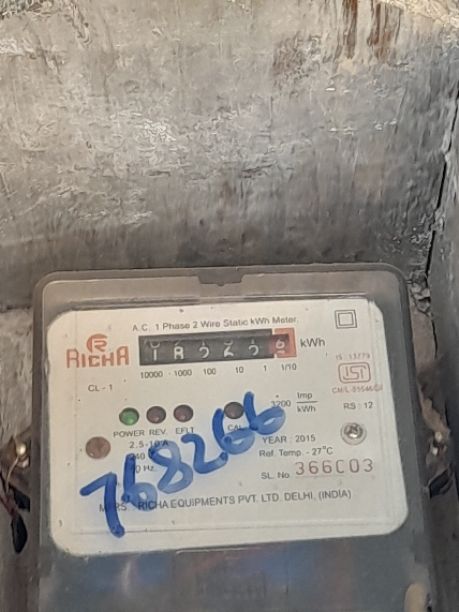 A.C. 1 Phase 2 Wire Static kWh Meter.
R
RICHA
kWh
10000 1000 100 10 1 1/10
IS : 13779
ISI
CL - 1
3200 Imp/kWh
RS : 12
POWER REV. EFLT CAL
2.5-10 A
YEAR : 2015
Ref. Temp. - 27°C
Hz.
SL. No. 366C03
768266
RICHA EQUIPMENTS PVT. LTD. DELHI, (INDIA)